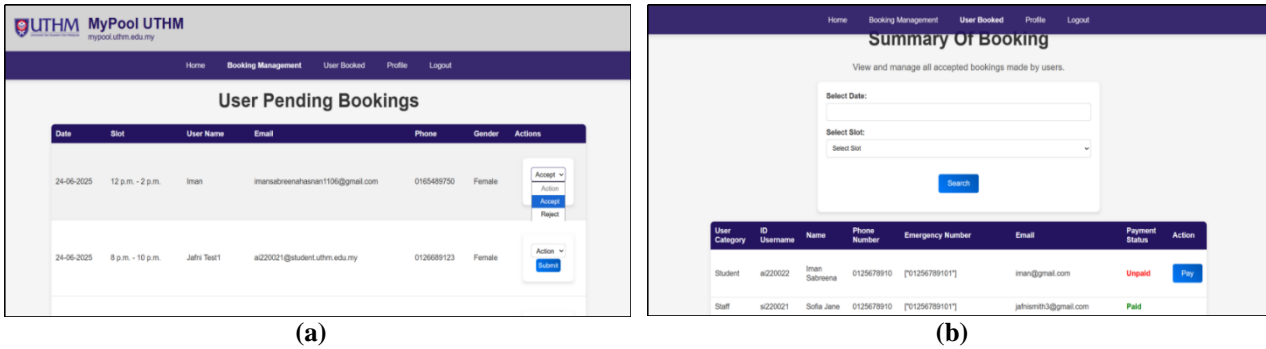 UTHM
MyPool UTHM
mypool.uthm.edu.my
Home Booking Management User Booked Profile Logout
User Pending Bookings
Date Slot User Name Email Phone Gender Actions
24-06-2025 12 p.m. - 2 p.m. Iman imansabreenahasnan1106@gmail.com 0165489750 Female Accept
Action
Accept
Reject
24-06-2025 8 p.m. - 10 p.m. Jafni Test1 ai220021@student.uthm.edu.my 0126689123 Female Action
Submit
(a)
Home Booking Management User Booked Profile Logout
Summary Of Booking
View and manage all accepted bookings made by users.
Select Date:
Select Slot:
Select Slot
Search
User Category ID Username Name Phone Number Emergency Number Email Payment Status Action
Student ai220022 Iman Sabreena 0125678910 ["01256789101"] iman@gmail.com Unpaid Pay
Staff si220021 Sofia Jane 0125678910 ["01256789101"] jafnismith3@gmail.com Paid
(b)